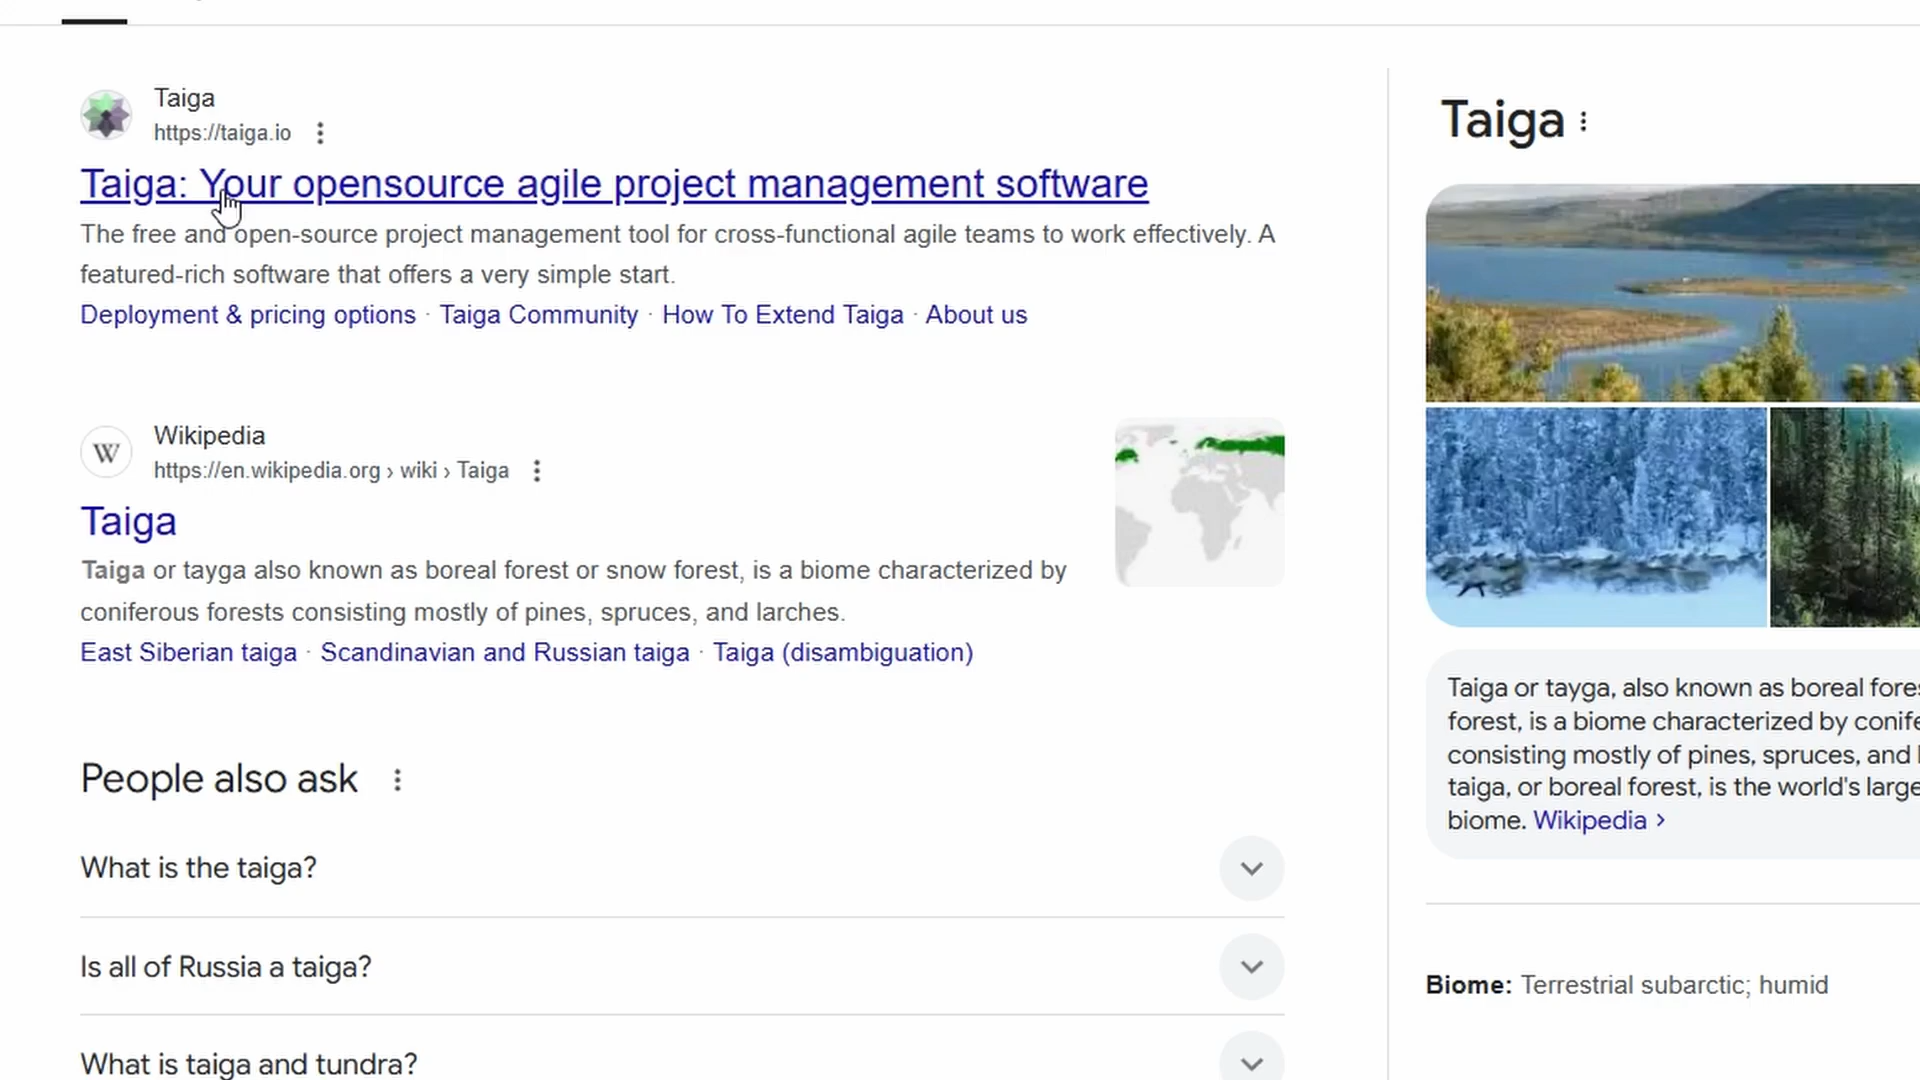 Taiga
https://taiga.io
Taiga: Your opensource agile project management software
The free and open-source project management tool for cross-functional agile teams to work effectively. A
featured-rich software that offers a very simple start.
Deployment & pricing options · Taiga Community · How To Extend Taiga · About us
W
Wikipedia
https://en.wikipedia.org › wiki › Taiga
Taiga
Taiga or tayga also known as boreal forest or snow forest, is a biome characterized by
coniferous forests consisting mostly of pines, spruces, and larches.
East Siberian taiga · Scandinavian and Russian taiga · Taiga (disambiguation)
People also ask
What is the taiga?
Is all of Russia a taiga?
What is taiga and tundra?
Taiga
Taiga or tayga, also known as boreal
forest, is a biome characterized by
consisting mostly of pines, spruces, and
taiga, or boreal forest, is the world's
biome. Wikipedia ›
Biome: Terrestrial subarctic; humid